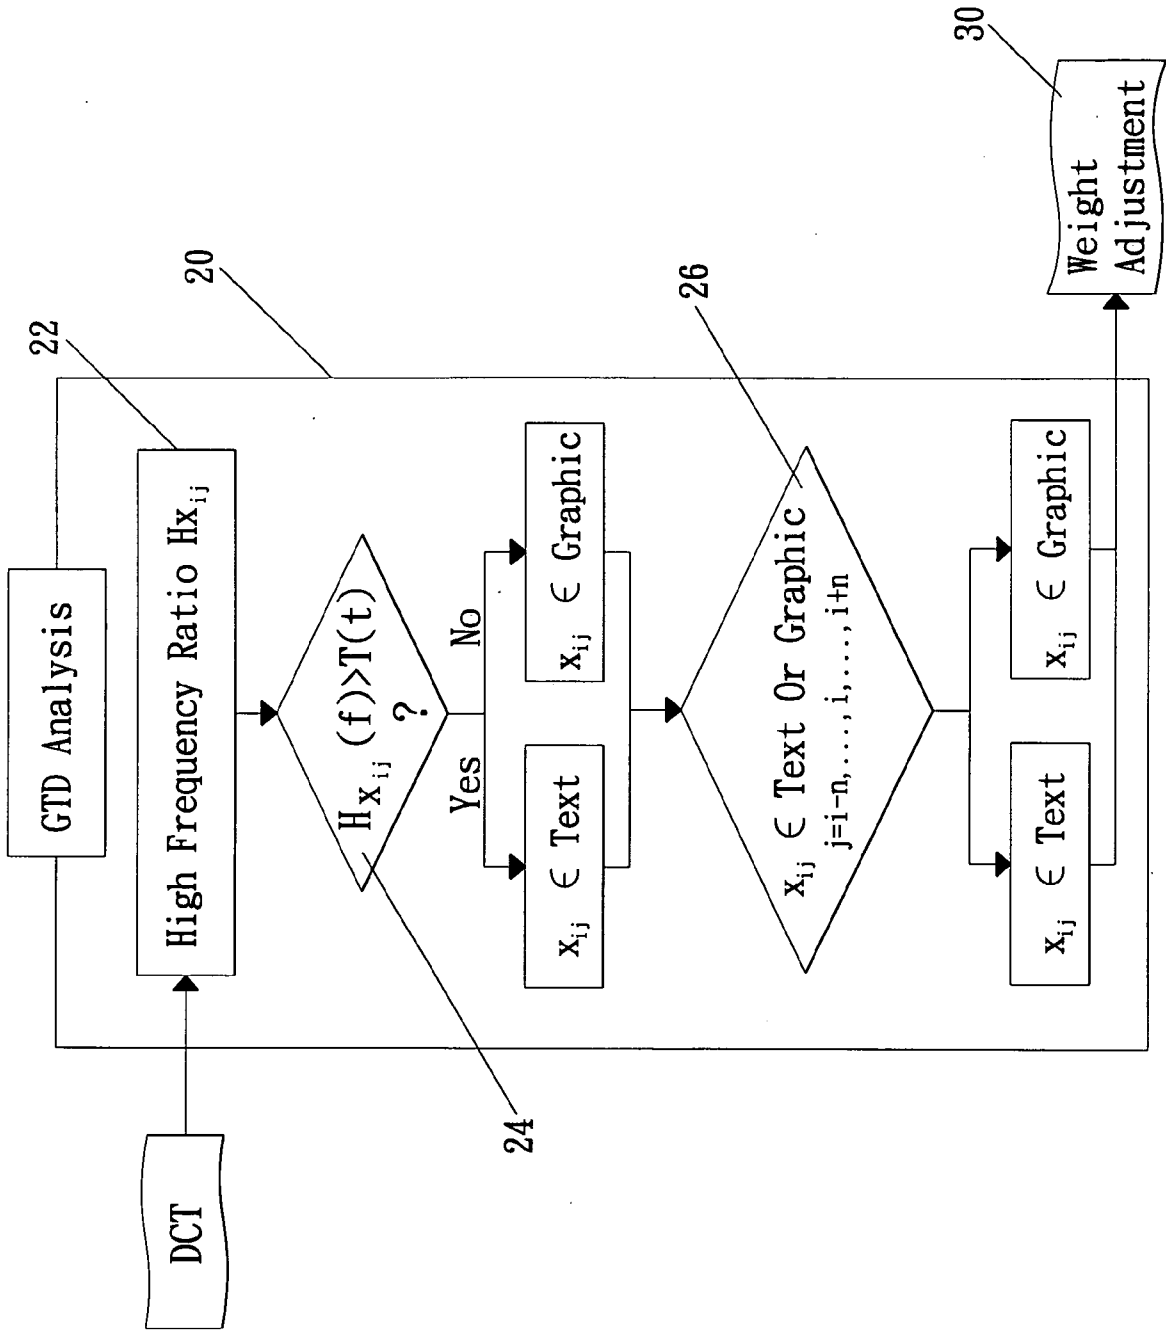 GTD Analysis
22
20
High Frequency Ratio Hx_ij
DCT
H_x_ij (f)>T(t)
?
24
Yes
No
x_ij ∈ Text
x_ij ∈ Graphic
26
x_ij ∈ Text Or Graphic
j=i-n,...,i,...,i+n
x_ij ∈ Text
x_ij ∈ Graphic
30
Weight
Adjustment